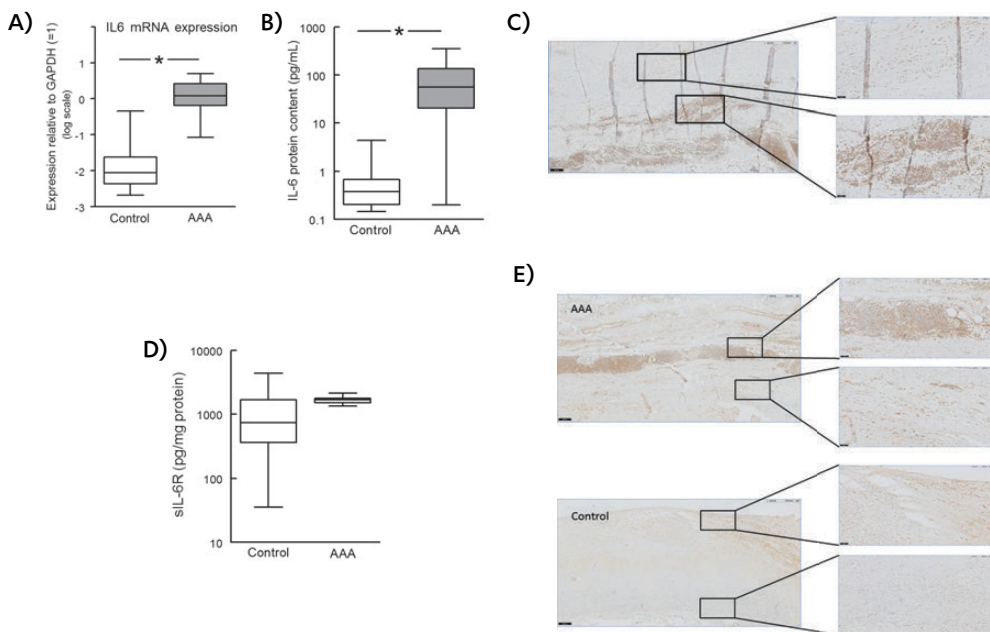 A)
IL6 mRNA expression
Expression relative to GAPDH (=1)
(log scale)
1
0
-1
-2
-3
*
Control
AAA
B)
IL-6 protein content (pg/mL)
1000
100
10
1
0.1
*
Control
AAA
C)
D)
sIL-6R (pg/mg protein)
10000
1000
100
10
Control
AAA
E)
AAA
Control